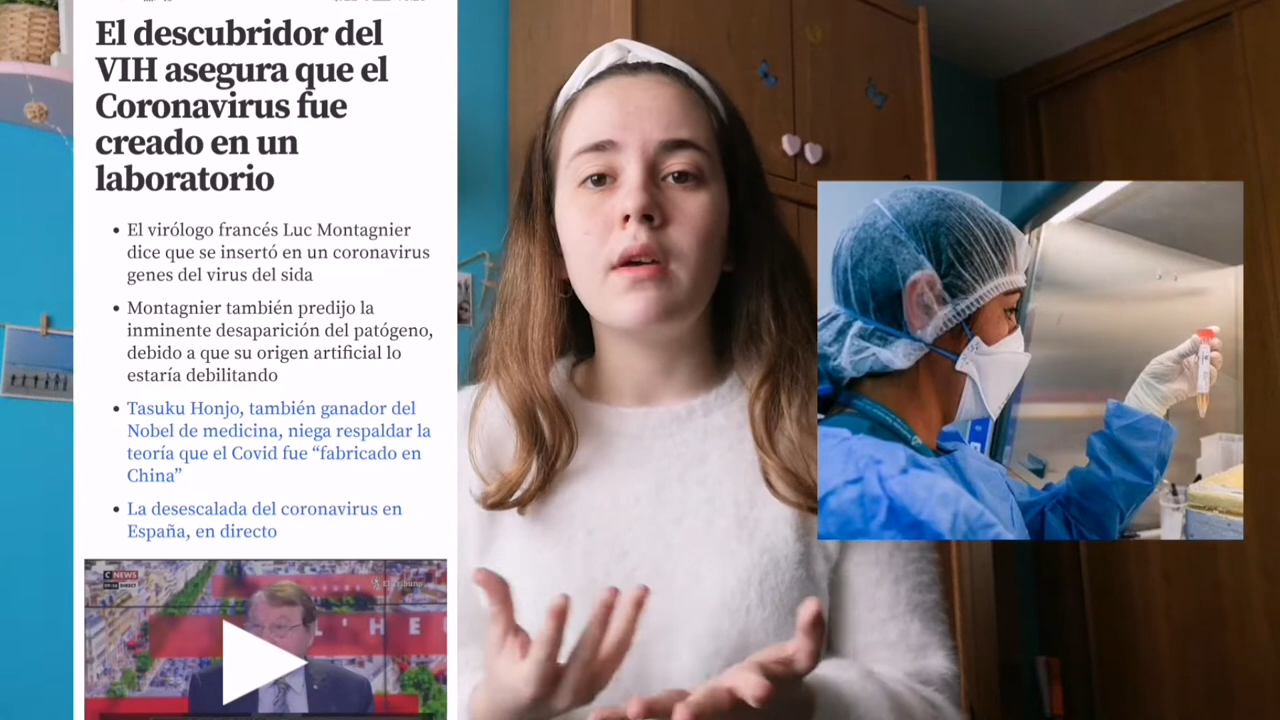 El descubridor del
VIH asegura que el
Coronavirus fue
creado en un
laboratorio
• El virólogo francés Luc Montagnier
dice que se insertó en un coronavirus
genes del virus del sida
• Montagnier también predijo la
inminente desaparición del patógeno,
debido a que su origen artificial lo
estaría debilitando
• Tasuku Honjo, también ganador del
Nobel de medicina, niega respaldar la
teoría que el Covid fue “fabricado en
China”
• La desescalada del coronavirus en
España, en directo
C NEWS
DIRECT
L'HE